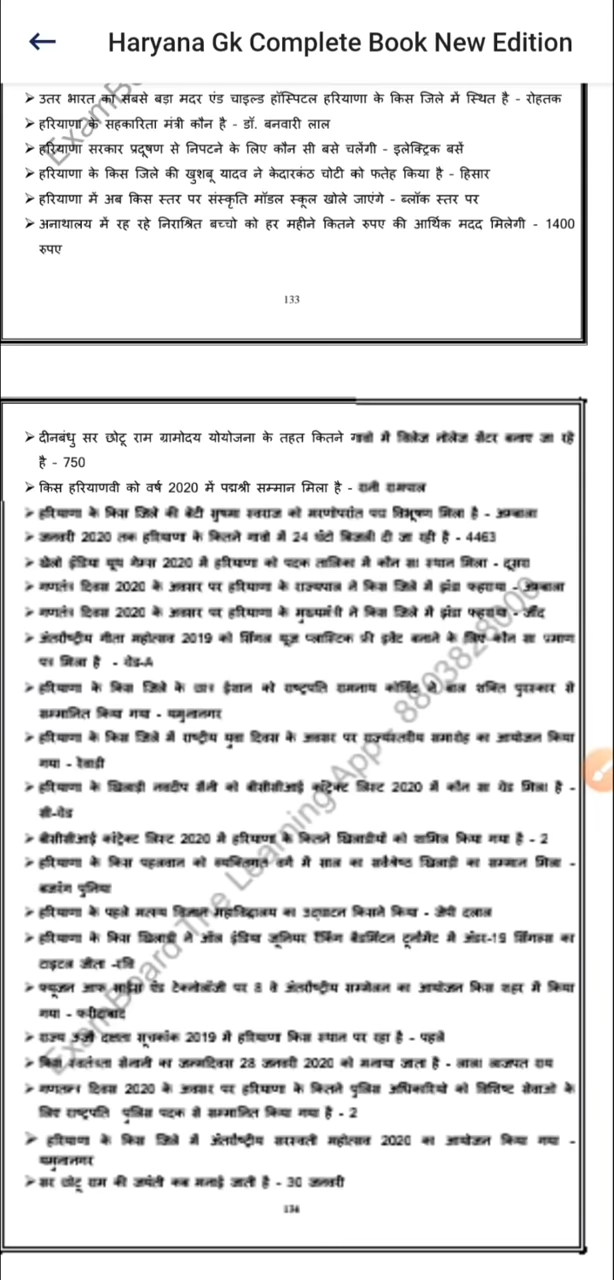 Haryana Gk Complete Book New Edition
➢ उतर भारत का सबसे बडा मदर एंड चाइल्ड हॉस्पिटल हरियाणा के किस जिले में स्थित है - रोहतक
➢ हरियाणा के सहकारिता मंत्री कौन है - डॉ. बनवारी लाल
➢ हरियाणा सरकार प्रदूषण से निपटने के लिए कौन सी बसे चलेंगी - इलेक्ट्रिक बसें
➢ हरियाणा के किस जिले की खुशबू यादव ने केदारकंठ चोटी को फतेह किया है - हिसार
➢ हरियाणा में अब किस स्तर पर संस्कृति मॉडल स्कूल खोले जाएंगे - ब्लॉक स्तर पर
➢ अनाथालय में रह रहे निराश्रित बच्चो को हर महीने कितने रुपए की आर्थिक मदद मिलेगी - 1400
रुपए
133
➢ दीनबंधु सर छोटू राम ग्रामोदय योयोजना के तहत कितने गावों में विलेज नोलेज सेंटर बनाए जा रहे
है - 750
➢ किस हरियाणवी को वर्ष 2020 में पद्मश्री सम्मान मिला है - रानी रामपाल
➢ हरियाणा के किस जिले की बेटी सुषमा स्वराज को मरणोपरांत पद्म विभूषण मिला है - अम्बाला
➢ जनवरी 2020 तक हरियाणा के कितने गावों में 24 घंटो बिजली दी जा रही है - 4463
➢ खेलो इंडिया यूथ गेम्स 2020 में हरियाणा को पदक तालिका में कौन सा स्थान मिला - दूसरा
➢ गणतंत्र दिवस 2020 के अवसर पर हरियाणा के राज्यपाल ने किस जिले में झंडा फहराया - अम्बाला
➢ गणतंत्र दिवस 2020 के अवसर पर हरियाणा के मुख्यमंत्री ने किस जिले में झंडा फहराया - जींद
➢ अंतर्राष्ट्रीय गीता महोत्सव 2019 को सिंगल यूज़ प्लास्टिक फ्री इवेंट बनाने के लिए कौन सा प्रमाण
पत्र मिला है - ग्रेड-A
➢ हरियाणा के किस जिले के छात्र ईशान को राष्ट्रपति रामनाथ कोविंद ने बाल शक्ति पुरस्कार से
सम्मानित किया गया - यमुनानगर
➢ हरियाणा के किस जिले में राष्ट्रीय युवा दिवस के अवसर पर राज्यस्तरीय समारोह का आयोजन किया
गया - रेवाड़ी
➢ हरियाणा के खिलाड़ी नवदीप सैनी को बीसीसीआई कांट्रेक्ट लिस्ट 2020 में कौन सा ग्रेड मिला है -
सी-ग्रेड
➢ बीसीसीआई कांट्रेक्ट लिस्ट 2020 में हरियाणा के कितने खिलाडीयों को शामिल किया गया है - 2
➢ हरियाणा के किस पहलवान को व्यक्तिगत वर्ग में साल का सर्वश्रेष्ठ खिलाड़ी का सम्मान मिला -
बजरंग पुनिया
➢ हरियाणा के पहले मत्स्य विज्ञान महाविद्यालय का उद्घाटन किसने किया - जेपी दलाल
➢ हरियाणा के किस खिलाड़ी ने ऑल इंडिया जूनियर रैंकिंग बैडमिंटन टूर्नामेंट में अंडर-19 सिंगल्स का
टाइटल जीता -रवि
➢ फ्यूजन आफ साइंस एंड टेक्नोलॉजी पर 8 वे अंतर्राष्ट्रीय सम्मेलन का आयोजन किस शहर में किया
गया - फरीदाबाद
➢ राज्य उर्जा दक्षता सूचकांक 2019 में हरियाणा किस स्थान पर रहा है - पहले
➢ किस स्वतंत्रता सेनानी का जन्मदिवस 28 जनवरी 2020 को मनाया जाता है - लाला लाजपत राय
➢ गणतन्त्र दिवस 2020 के अवसर पर हरियाणा के कितने पुलिस अधिकारियो को विशिष्ट सेवाओ के
लिए राष्ट्रपति पुलिस पदक से सम्मानित किया गया है - 2
➢ हरियाणा के किस जिले में अंतर्राष्ट्रीय सरस्वती महोत्सव 2020 का आयोजन किया गया -
यमुनानगर
➢ सर छोटू राम की जयंती कब मनाई जाती है - 30 जनवरी
134
ExamBoard The Learning App - 8803828000